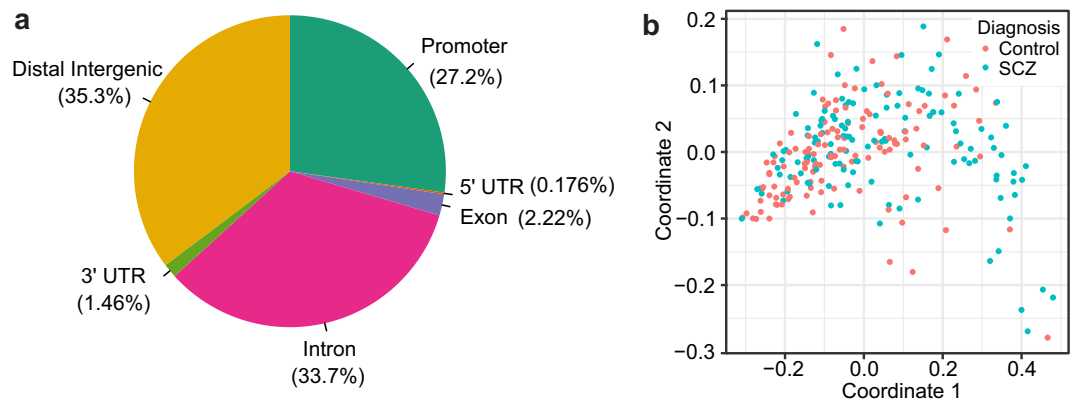 a
Promoter
(27.2%)
Distal Intergenic
(35.3%)
5' UTR (0.176%)
Exon (2.22%)
3' UTR
(1.46%)
Intron
(33.7%)
b
Diagnosis
Control
SCZ
Coordinate 2
0.2
0.1
0.0
−0.1
−0.2
−0.3
−0.2 0.0 0.2 0.4
Coordinate 1